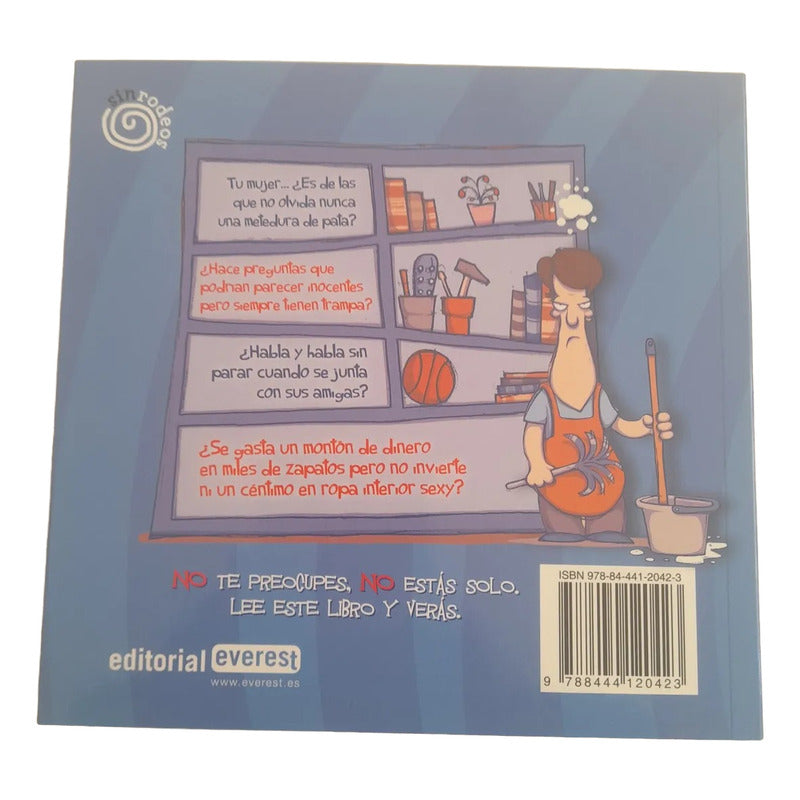 sinrodeos
Tu mujer... ¿Es de las
que no olvida nunca
una metedura de pata?
¿Hace preguntas que
podrían parecer inocentes
pero siempre tienen trampa?
¿Habla y habla sin
parar cuando se junta
con sus amigas?
¿Se gasta un montón de dinero
en miles de zapatos pero no invierte
ni un céntimo en ropa interior sexy?
NO TE PREOCUPES, NO ESTÁS SOLO.
LEE ESTE LIBRO Y VERÁS.
editorial everest
www.everest.es
ISBN 978-84-441-2042-3
9 788444 120423